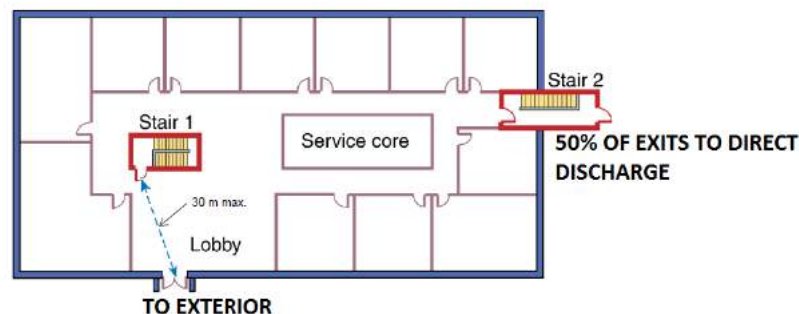 Stair 2
Stair 1
Service core
50% OF EXITS TO DIRECT
DISCHARGE
30 m max.
Lobby
TO EXTERIOR